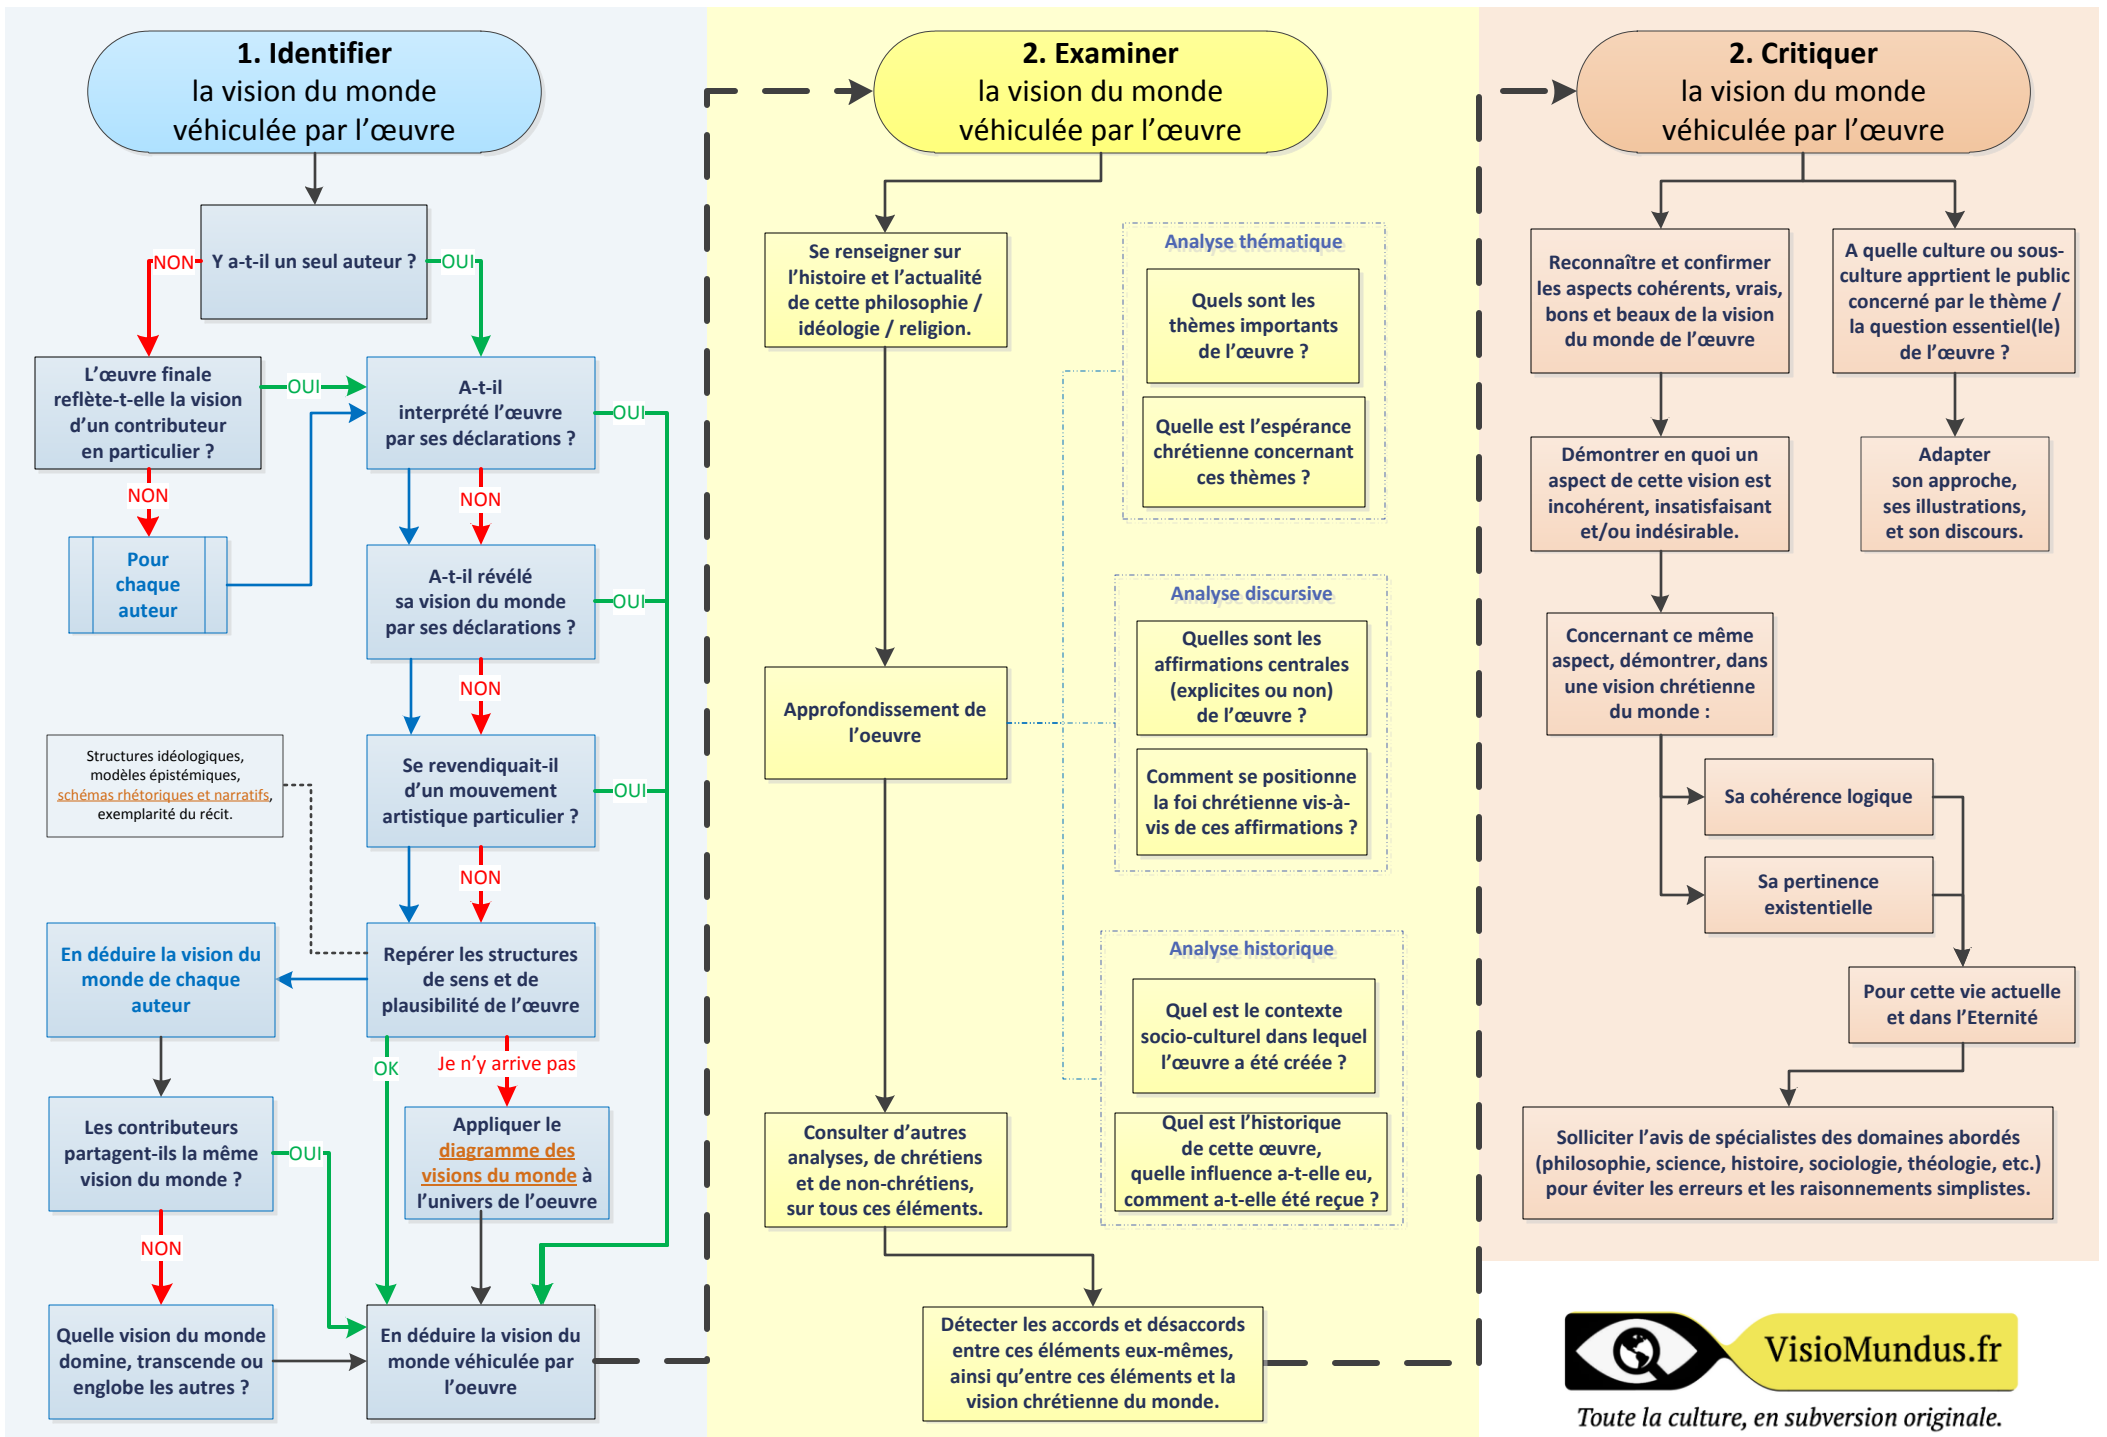 1. Identifier
la vision du monde
véhiculée par l'œuvre
Y a-t-il un seul auteur ?
NON
OUI
L'œuvre finale
reflète-t-elle la vision
d'un contributeur
en particulier ?
OUI
A-t-il
interprété l'œuvre
par ses déclarations ?
OUI
NON
NON
Pour
chaque
auteur
A-t-il révélé
sa vision du monde
par ses déclarations ?
OUI
NON
Structures idéologiques,
modèles épistémiques,
schémas rhétoriques et narratifs,
exemplarité du récit.
Se revendiquait-il
d'un mouvement
artistique particulier ?
OUI
NON
En déduire la vision du
monde de chaque
auteur
Repérer les structures
de sens et de
plausibilité de l'œuvre
OK
Je n'y arrive pas
Les contributeurs
partagent-ils la même
vision du monde ?
OUI
Appliquer le
diagramme des
visions du monde à
l'univers de l'oeuvre
NON
Quelle vision du monde
domine, transcende ou
englobe les autres ?
En déduire la vision du
monde véhiculée par
l'oeuvre
2. Examiner
la vision du monde
véhiculée par l'œuvre
Se renseigner sur
l'histoire et l'actualité
de cette philosophie /
idéologie / religion.
Analyse thématique
Quels sont les
thèmes importants
de l'œuvre ?
Quelle est l'espérance
chrétienne concernant
ces thèmes ?
Approfondissement de
l'oeuvre
Analyse discursive
Quelles sont les
affirmations centrales
(explicites ou non)
de l'œuvre ?
Comment se positionne
la foi chrétienne vis-à-
vis de ces affirmations ?
Analyse historique
Quel est le contexte
socio-culturel dans lequel
l'œuvre a été créée ?
Quel est l'historique
de cette œuvre,
quelle influence a-t-elle eu,
comment a-t-elle été reçue ?
Consulter d'autres
analyses, de chrétiens
et de non-chrétiens,
sur tous ces éléments.
Détecter les accords et désaccords
entre ces éléments eux-mêmes,
ainsi qu'entre ces éléments et la
vision chrétienne du monde.
2. Critiquer
la vision du monde
véhiculée par l'œuvre
Reconnaître et confirmer
les aspects cohérents, vrais,
bons et beaux de la vision
du monde de l'œuvre
A quelle culture ou sous-
culture apprtient le public
concerné par le thème /
la question essentiel(le)
de l'œuvre ?
Démontrer en quoi un
aspect de cette vision est
incohérent, insatisfaisant
et/ou indésirable.
Adapter
son approche,
ses illustrations,
et son discours.
Concernant ce même
aspect, démontrer, dans
une vision chrétienne
du monde :
Sa cohérence logique
Sa pertinence
existentielle
Pour cette vie actuelle
et dans l'Eternité
Solliciter l'avis de spécialistes des domaines abordés
(philosophie, science, histoire, sociologie, théologie, etc.)
pour éviter les erreurs et les raisonnements simplistes.
VisioMundus.fr
Toute la culture, en subversion originale.